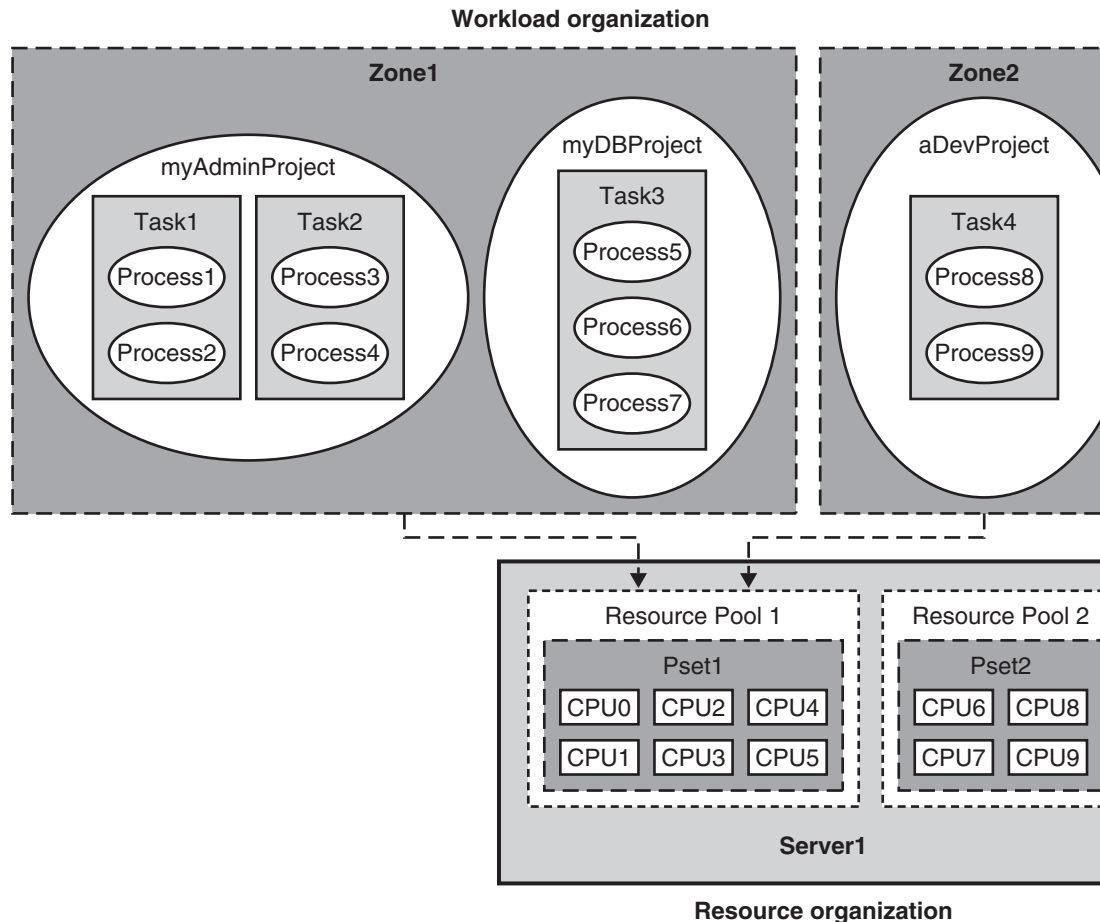 Workload organization
Zone1
myAdminProject
Task1
Process1
Process2
Task2
Process3
Process4
myDBProject
Task3
Process5
Process6
Process7
Zone2
aDevProject
Task4
Process8
Process9
Resource Pool 1
Pset1
CPU0 CPU2 CPU4
CPU1 CPU3 CPU5
Resource Pool 2
Pset2
CPU6 CPU8
CPU7 CPU9
Server1
Resource organization